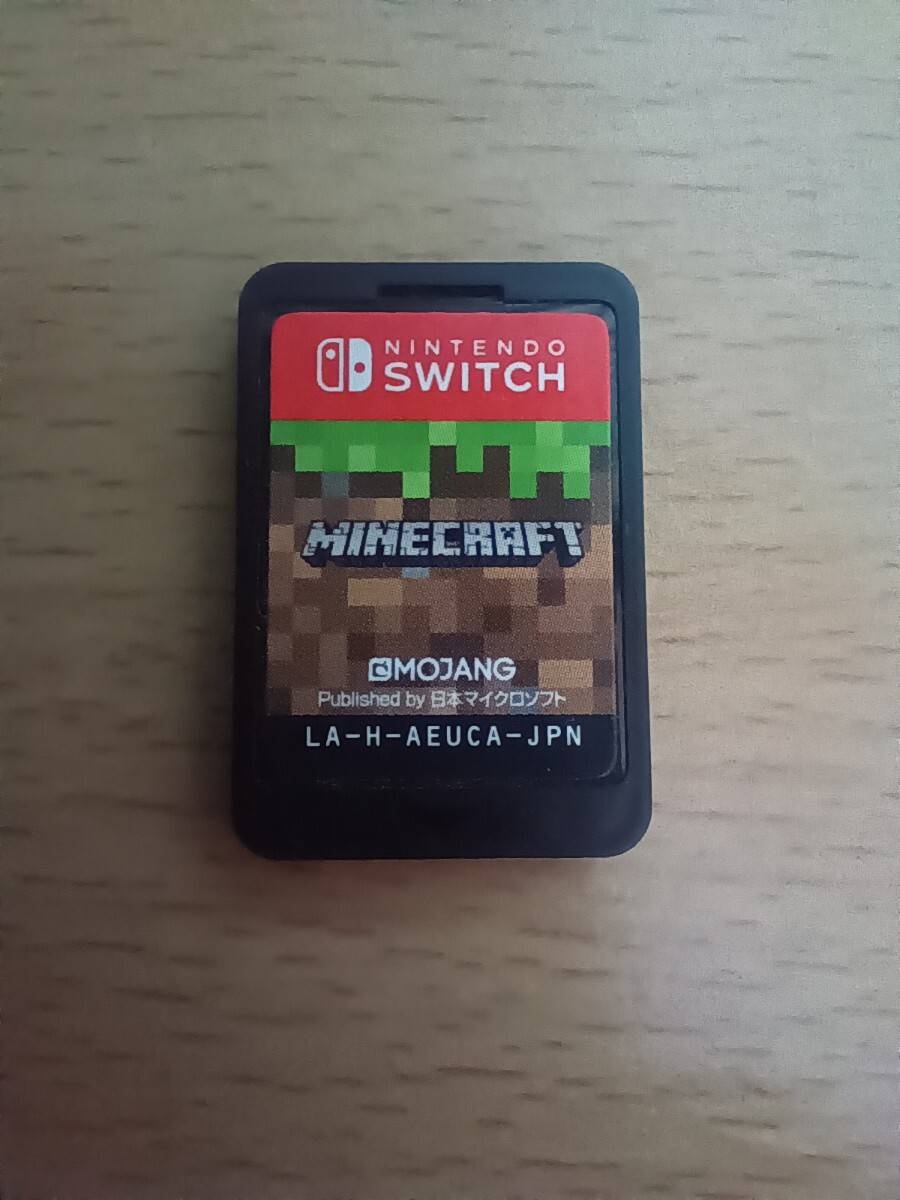 NINTENDO
SWITCH
MINECRAFT
MOJANG
Published by 日本マイクロソフト
LA-H-AEUCA-JPN